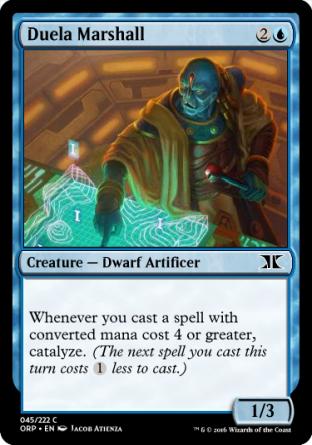 Duela Marshall 2
Creature — Dwarf Artificer
Whenever you cast a spell with
converted mana cost 4 or greater,
catalyze. (The next spell you cast this
turn costs 1 less to cast.)
1/3
045/222 C
ORP • EN JACOB ATIENZA
™ & © 2016 Wizards of the Coast